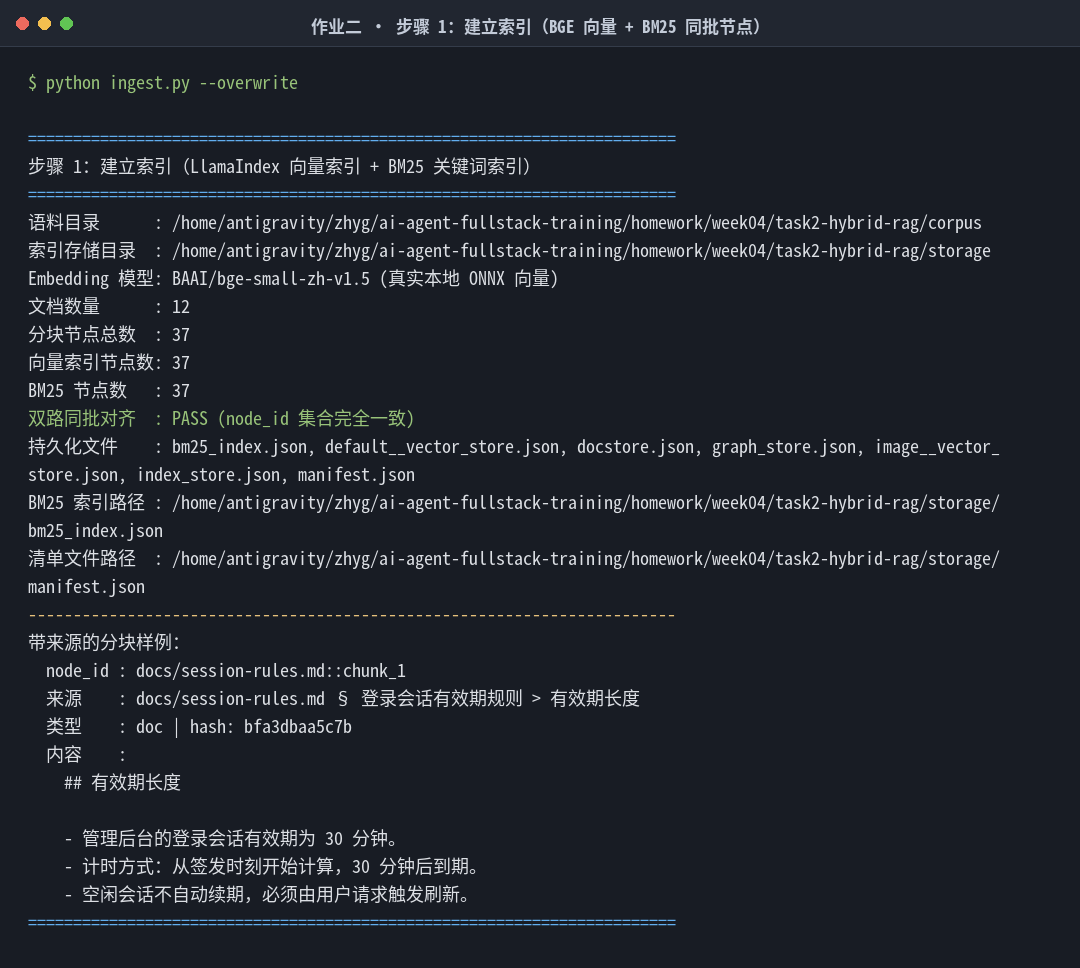 作业二 · 步骤 1: 建立索引（BGE 向量 + BM25 同批节点）
$ python ingest.py --overwrite
========================================================================
步骤 1: 建立索引（LlamaIndex 向量索引 + BM25 关键词索引）
========================================================================
语料目录      : /home/antigravity/zhyg/ai-agent-fullstack-training/homework/week04/task2-hybrid-rag/corpus
索引存储目录  : /home/antigravity/zhyg/ai-agent-fullstack-training/homework/week04/task2-hybrid-rag/storage
Embedding 模型: BAAI/bge-small-zh-v1.5 (真实本地 ONNX 向量)
文档数量      : 12
分块节点总数  : 37
向量索引节点数: 37
BM25 节点数   : 37
双路同批对齐  : PASS (node_id 集合完全一致)
持久化文件    : bm25_index.json, default__vector_store.json, docstore.json, graph_store.json, image__vector_
store.json, index_store.json, manifest.json
BM25 索引路径 : /home/antigravity/zhyg/ai-agent-fullstack-training/homework/week04/task2-hybrid-rag/storage/
bm25_index.json
清单文件路径  : /home/antigravity/zhyg/ai-agent-fullstack-training/homework/week04/task2-hybrid-rag/storage/
manifest.json
------------------------------------------------------------------------
带来源的分块样例:
  node_id : docs/session-rules.md::chunk_1
  来源    : docs/session-rules.md § 登录会话有效期规则 > 有效期长度
  类型    : doc | hash: bfa3dbaa5c7b
  内容    :
    ## 有效期长度
    - 管理后台的登录会话有效期为 30 分钟。
    - 计时方式：从签发时刻开始计算，30 分钟后到期。
    - 空闲会话不自动续期，必须由用户请求触发刷新。
========================================================================